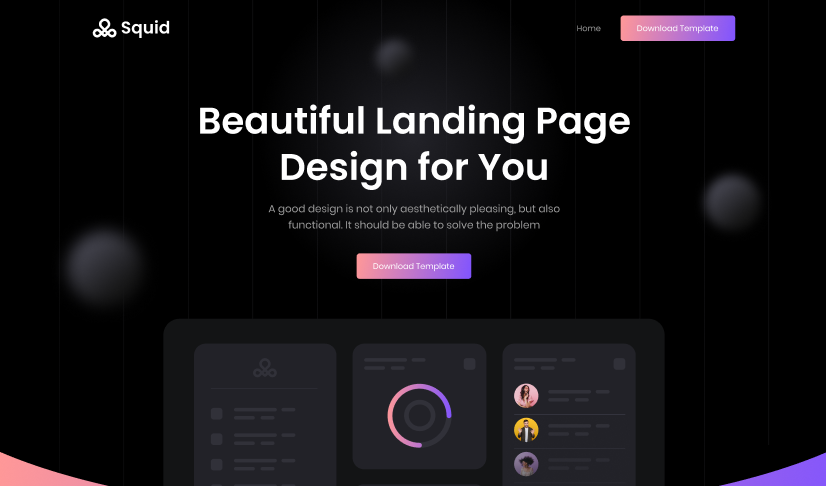 Squid
Home
Download Template
Beautiful Landing Page
Design for You
A good design is not only aesthetically pleasing, but also
functional. It should be able to solve the problem
Download Template